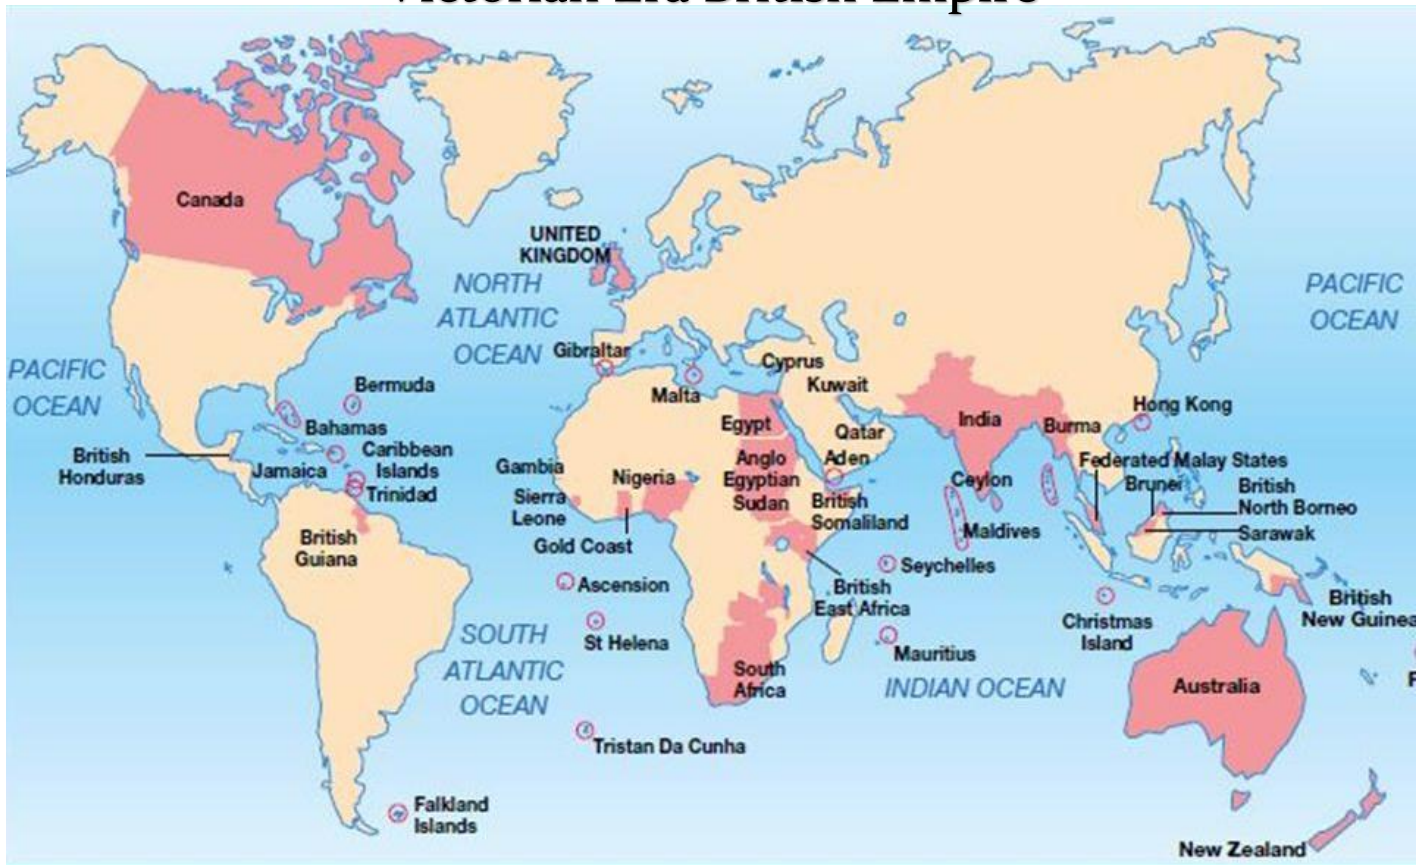 Victorian Era British Empire
Canada
UNITED
KINGDOM
NORTH
ATLANTIC
OCEAN
PACIFIC
OCEAN
PACIFIC
OCEAN
Gibraltar
Cyprus
Kuwait
Malta
Bermuda
Bahamas
Egypt
Qatar
India
Burma
Hong Kong
British
Honduras
Jamaica
Caribbean
Islands
Trinidad
Gambia
Nigeria
Anglo
Egyptian
Sudan
Aden
Ceylon
Federated Malay States
Brunei
British
North Borneo
Sarawak
Sierra
Leone
British
Somaliland
Maldives
British
Guiana
Gold Coast
Ascension
Seychelles
British
East Africa
St Helena
Mauritius
Christmas
Island
British
New Guinea
SOUTH
ATLANTIC
OCEAN
South
Africa
INDIAN OCEAN
Australia
Tristan Da Cunha
Falkland
Islands
New Zealand